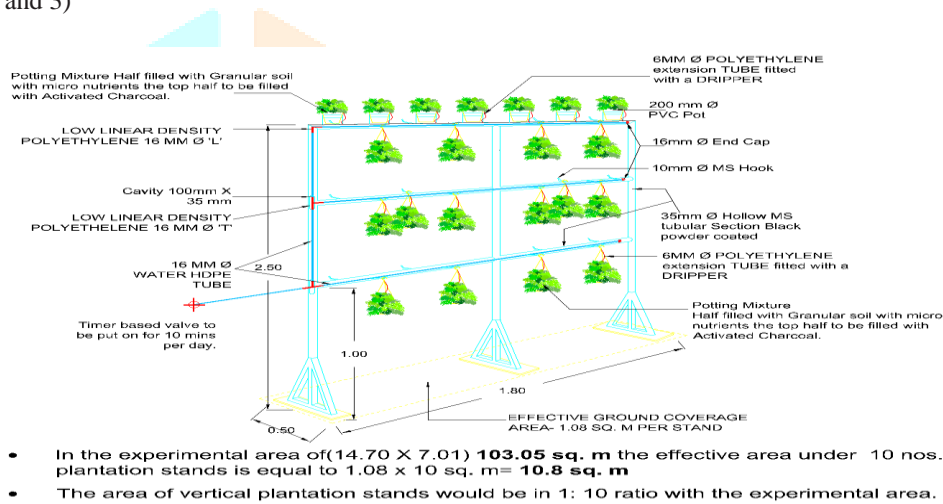 and 3)
6MM Ø POLYETHYLENE
extension TUBE fitted
with a DRIPPER
Potting Mixture Half filled with Granular soil
with micro nutrients the top half to be filled
with Activated Charcoal.
200 mm Ø
PVC Pot
LOW LINEAR DENSITY
POLYETHYLENE 16 MM Ø 'L'
16mm Ø End Cap
10mm Ø MS Hook
Cavity 100mm X
35 mm
LOW LINEAR DENSITY
POLYETHELENE 16 MM Ø 'T'
35mm Ø Hollow MS
tubular Section Black
powder coated
16 MM Ø
WATER HDPE
TUBE
2.50
6MM Ø POLYETHYLENE
extension TUBE fitted with a
DRIPPER
Potting Mixture
Half filled with Granular soil with micro
nutrients the top half to be filled with
Activated Charcoal.
Timer based valve to
be put on for 10 mins
per day.
1.00
1.80
0.50
EFFECTIVE GROUND COVERAGE
AREA- 1.08 SQ. M PER STAND
• In the experimental area of(14.70 X 7.01) 103.05 sq. m the effective area under 10 nos.
plantation stands is equal to 1.08 x 10 sq. m= 10.8 sq. m
• The area of vertical plantation stands would be in 1: 10 ratio with the experimental area.